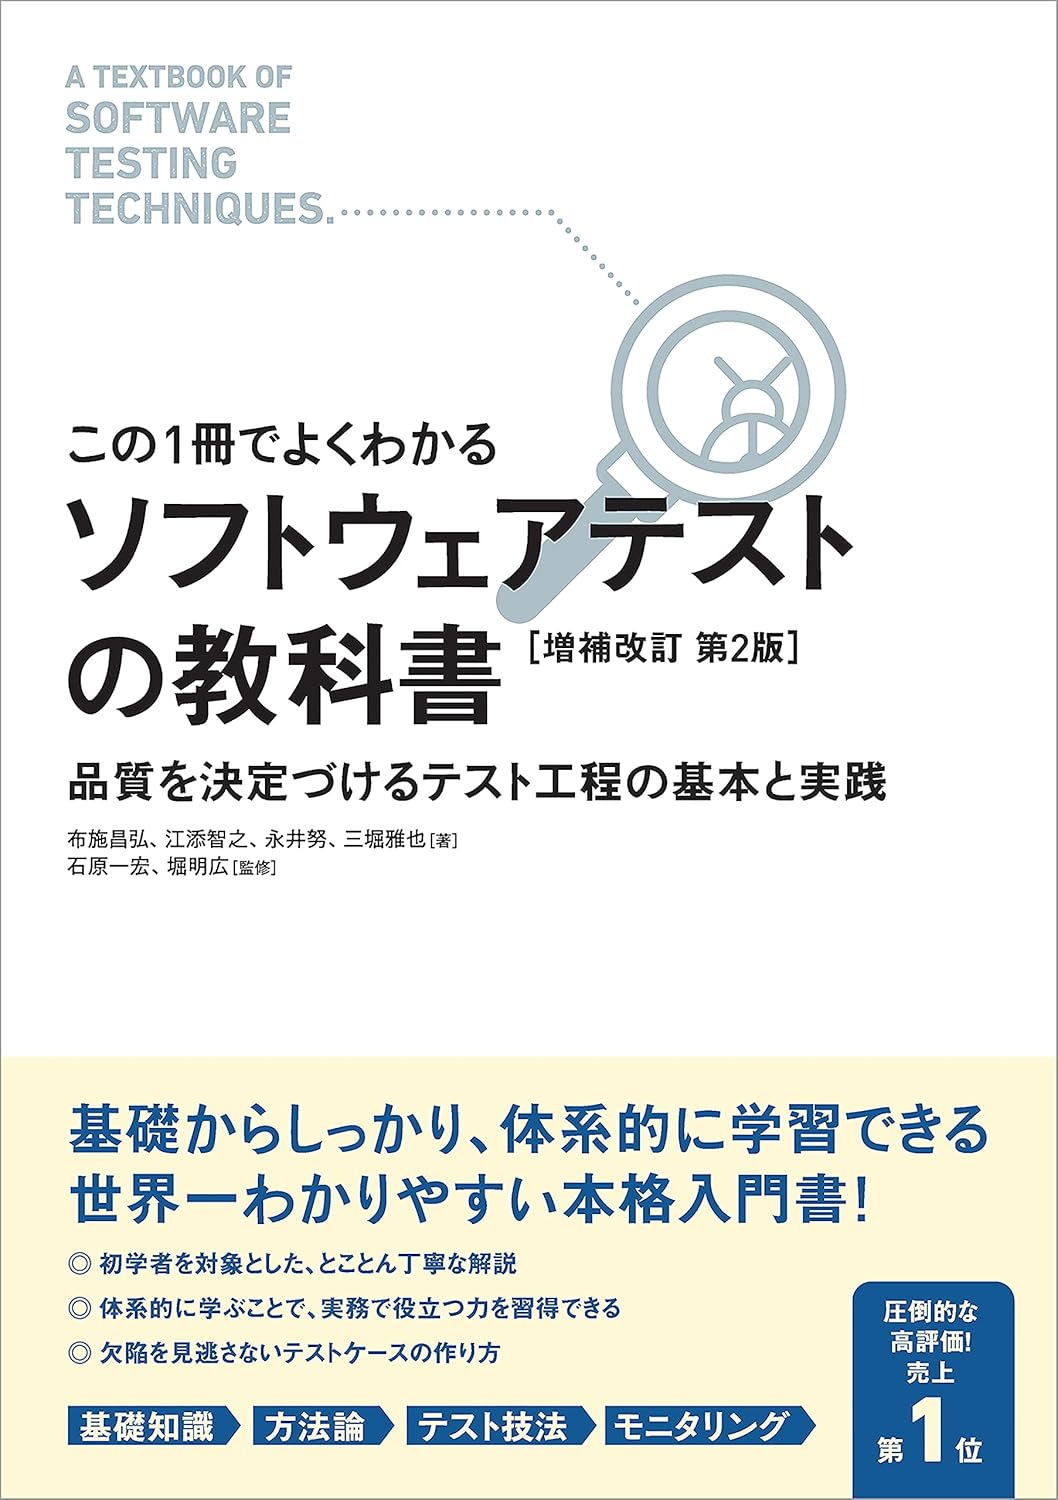 A TEXTBOOK OF
SOFTWARE
TESTING
TECHNIQUES.
この1冊でよくわかる
ソフトウェアテスト
の教科書
[増補改訂 第2版]
品質を決定づけるテスト工程の基本と実践
布施昌弘、江添智之、永井努、三堀雅也[著]
石原一宏、堀明広[監修]
基礎からしっかり、体系的に学習できる
世界一わかりやすい本格入門書!
◎ 初学者を対象とした、とことん丁寧な解説
◎ 体系的に学ぶことで、実務で役立つ力を習得できる
◎ 欠陥を見逃さないテストケースの作り方
基礎知識 方法論 テスト技法 モニタリング
圧倒的な
高評価!
売上
第1位